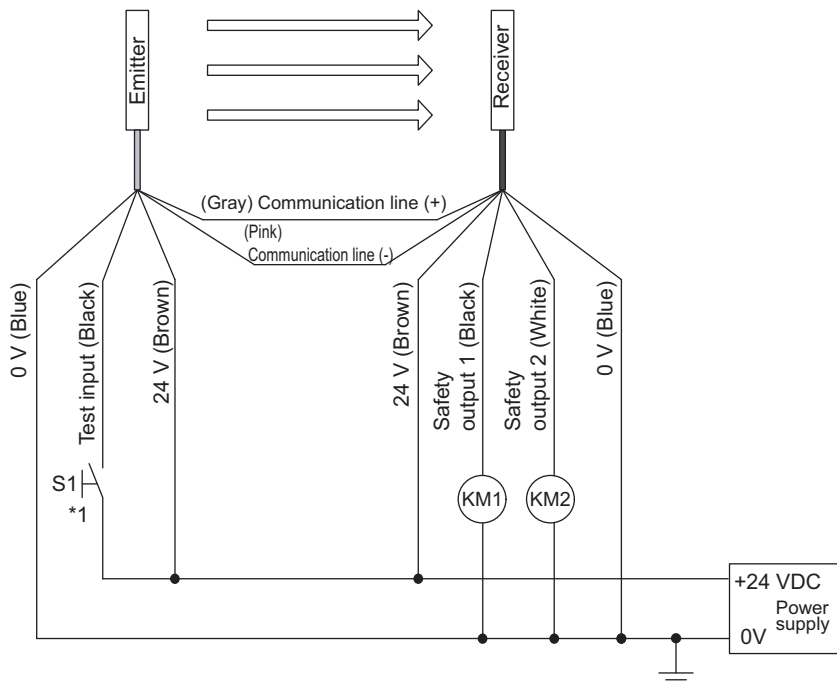 Emitter
Receiver
(Gray) Communication line (+)
(Pink)
Communication line (-)
0 V (Blue)
Test input (Black)
24 V (Brown)
24 V (Brown)
Safety
output 1 (Black)
Safety
output 2 (White)
0 V (Blue)
S1
*1
KM1
KM2
+24 VDC
Power
supply
0V